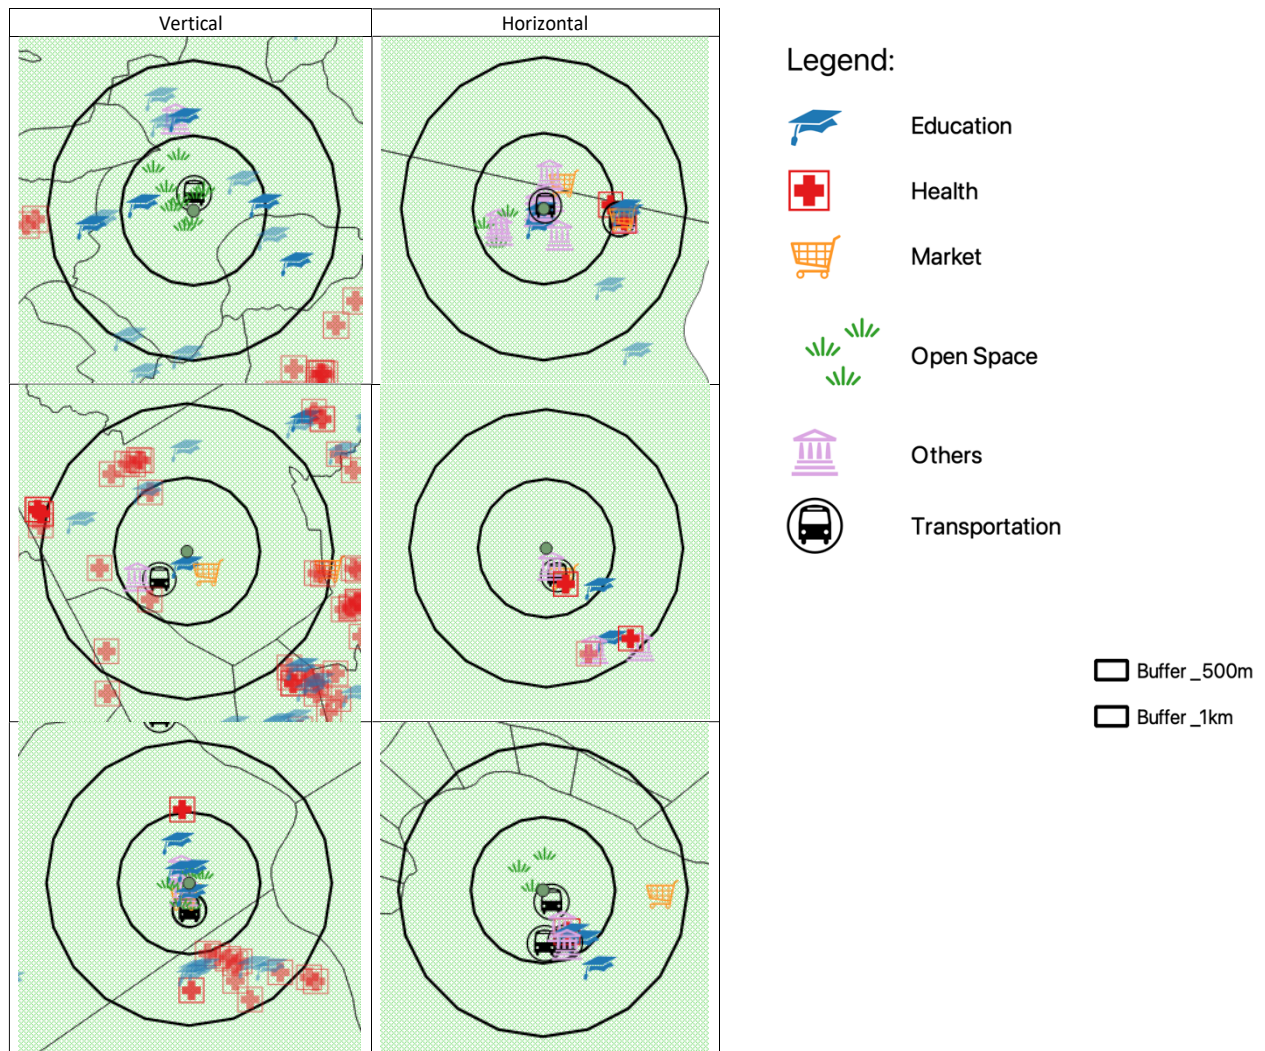 Vertical
Horizontal
Legend:
Education
Health
Market
Open Space
Others
Transportation
Buffer _500m
Buffer _1km